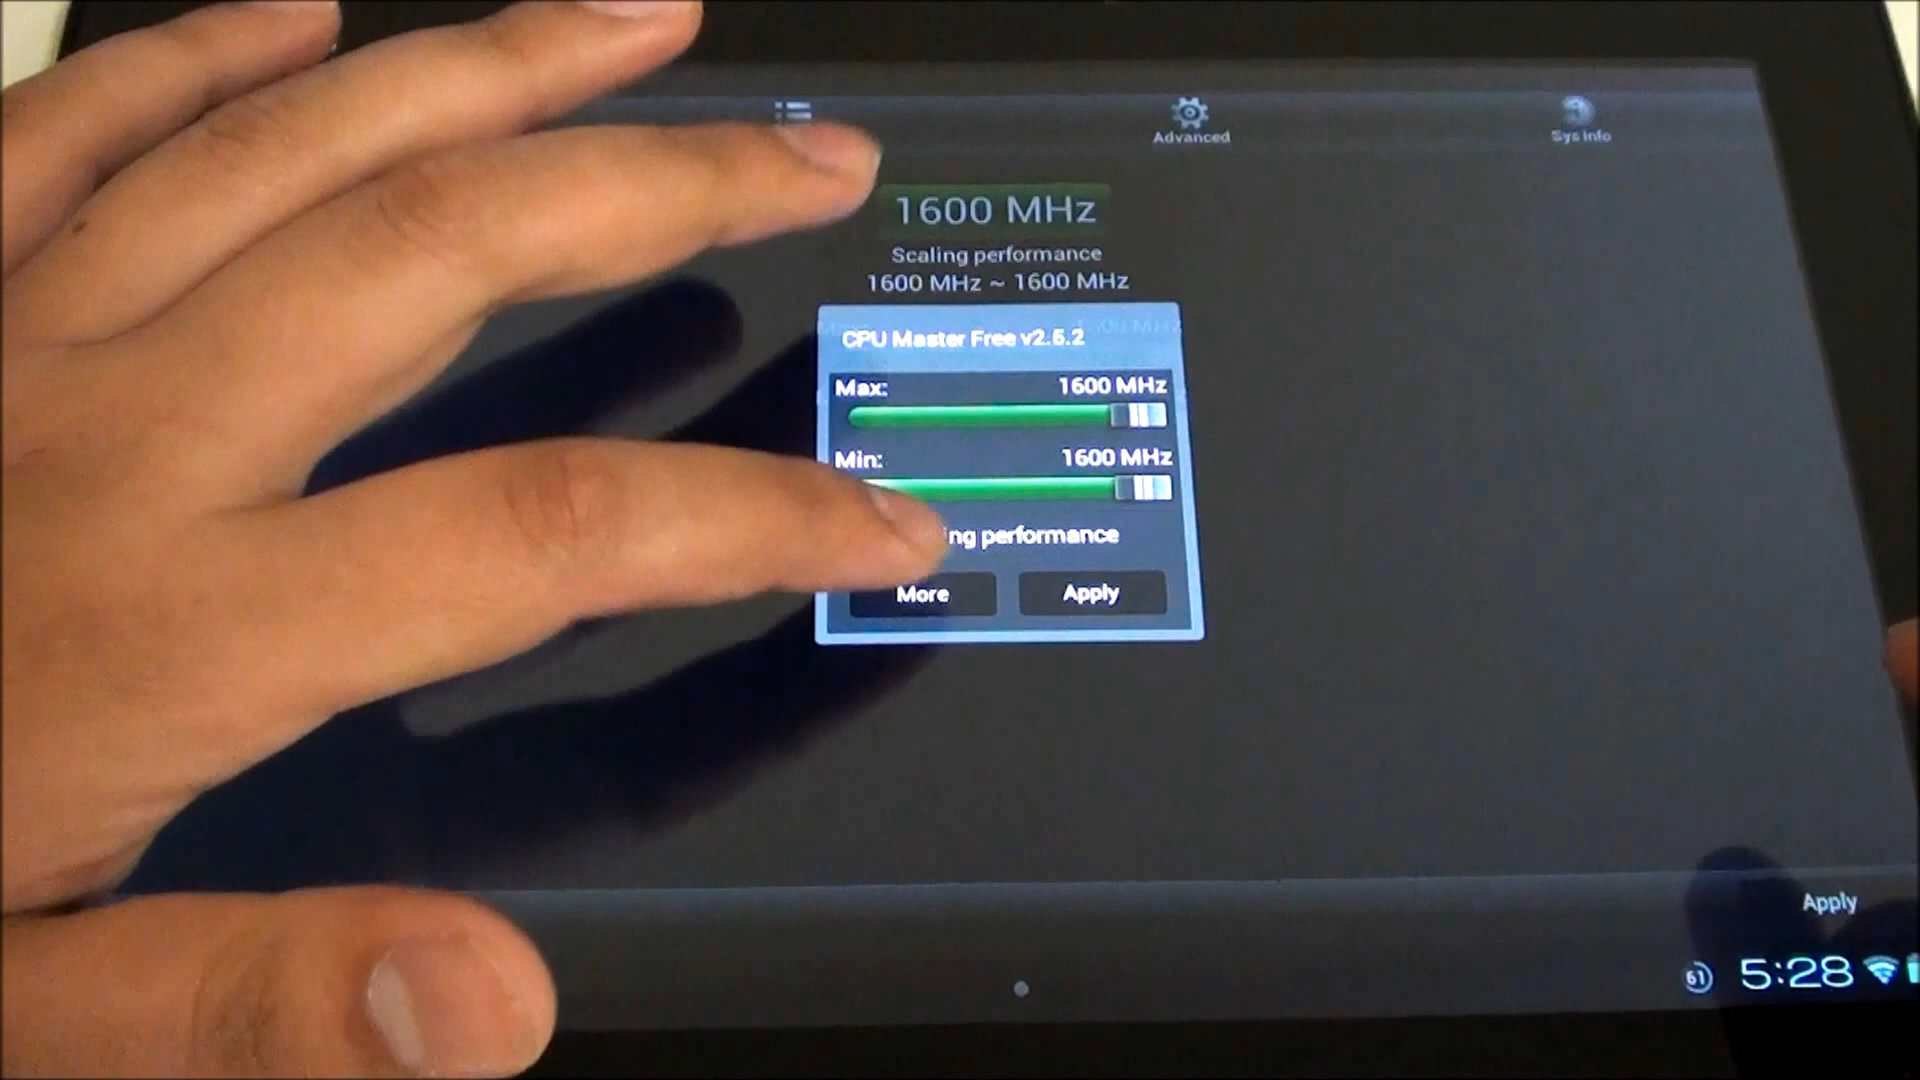 Advanced
Sys info
1600 MHz
Scaling performance
1600 MHz ~ 1600 MHz
CPU Master Free v2.5.2
Max: 1600 MHz
Min: 1600 MHz
ing performance
More Apply
Apply
61 5:28